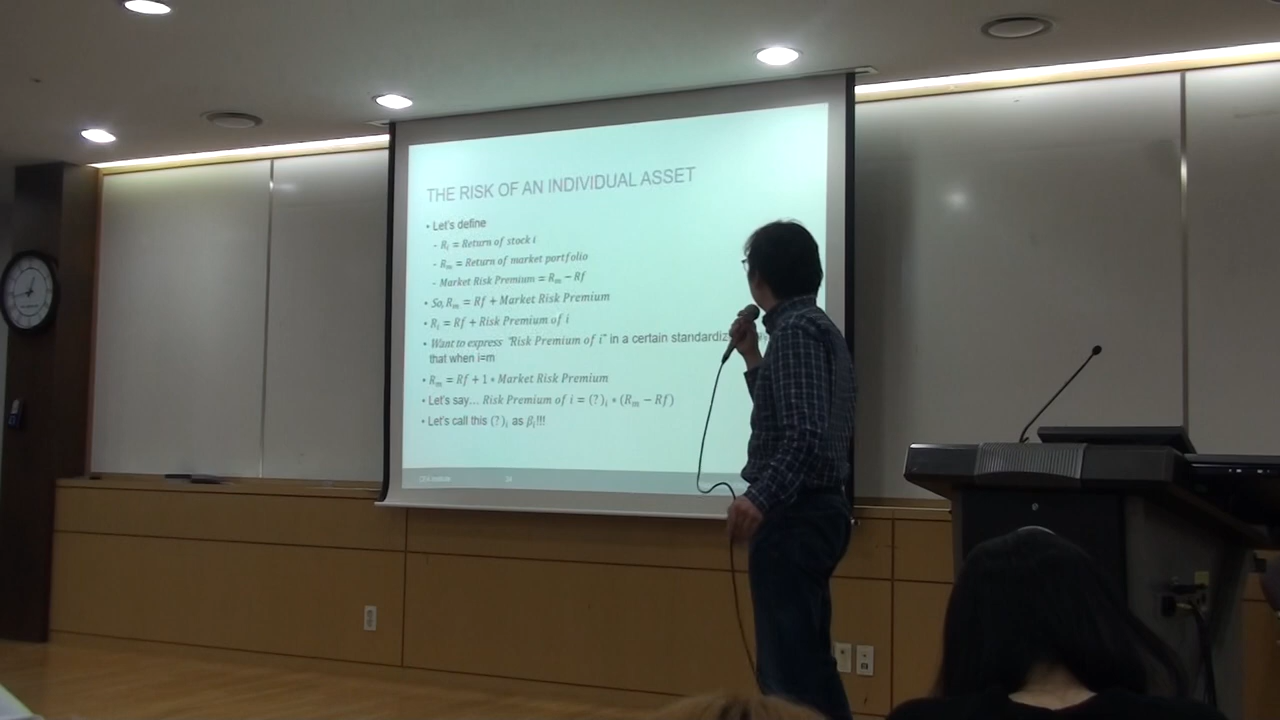 THE RISK OF AN INDIVIDUAL ASSET
• Let's define
- Rᵢ = Return of stock i
- Rₘ = Return of market portfolio
- Market Risk Premium = Rₘ − Rf
• So, Rₘ = Rf + Market Risk Premium
• Rᵢ = Rf + Risk Premium of i
• Want to express "Risk Premium of i" in a certain
that when i=m
• Rₘ = Rf + 1 * Market Risk Premium
• Let's say… Risk Premium of i = (?)ᵢ * (Rₘ − Rf)
• Let's call this (?)ᵢ as βᵢ!!!
CFA Institute